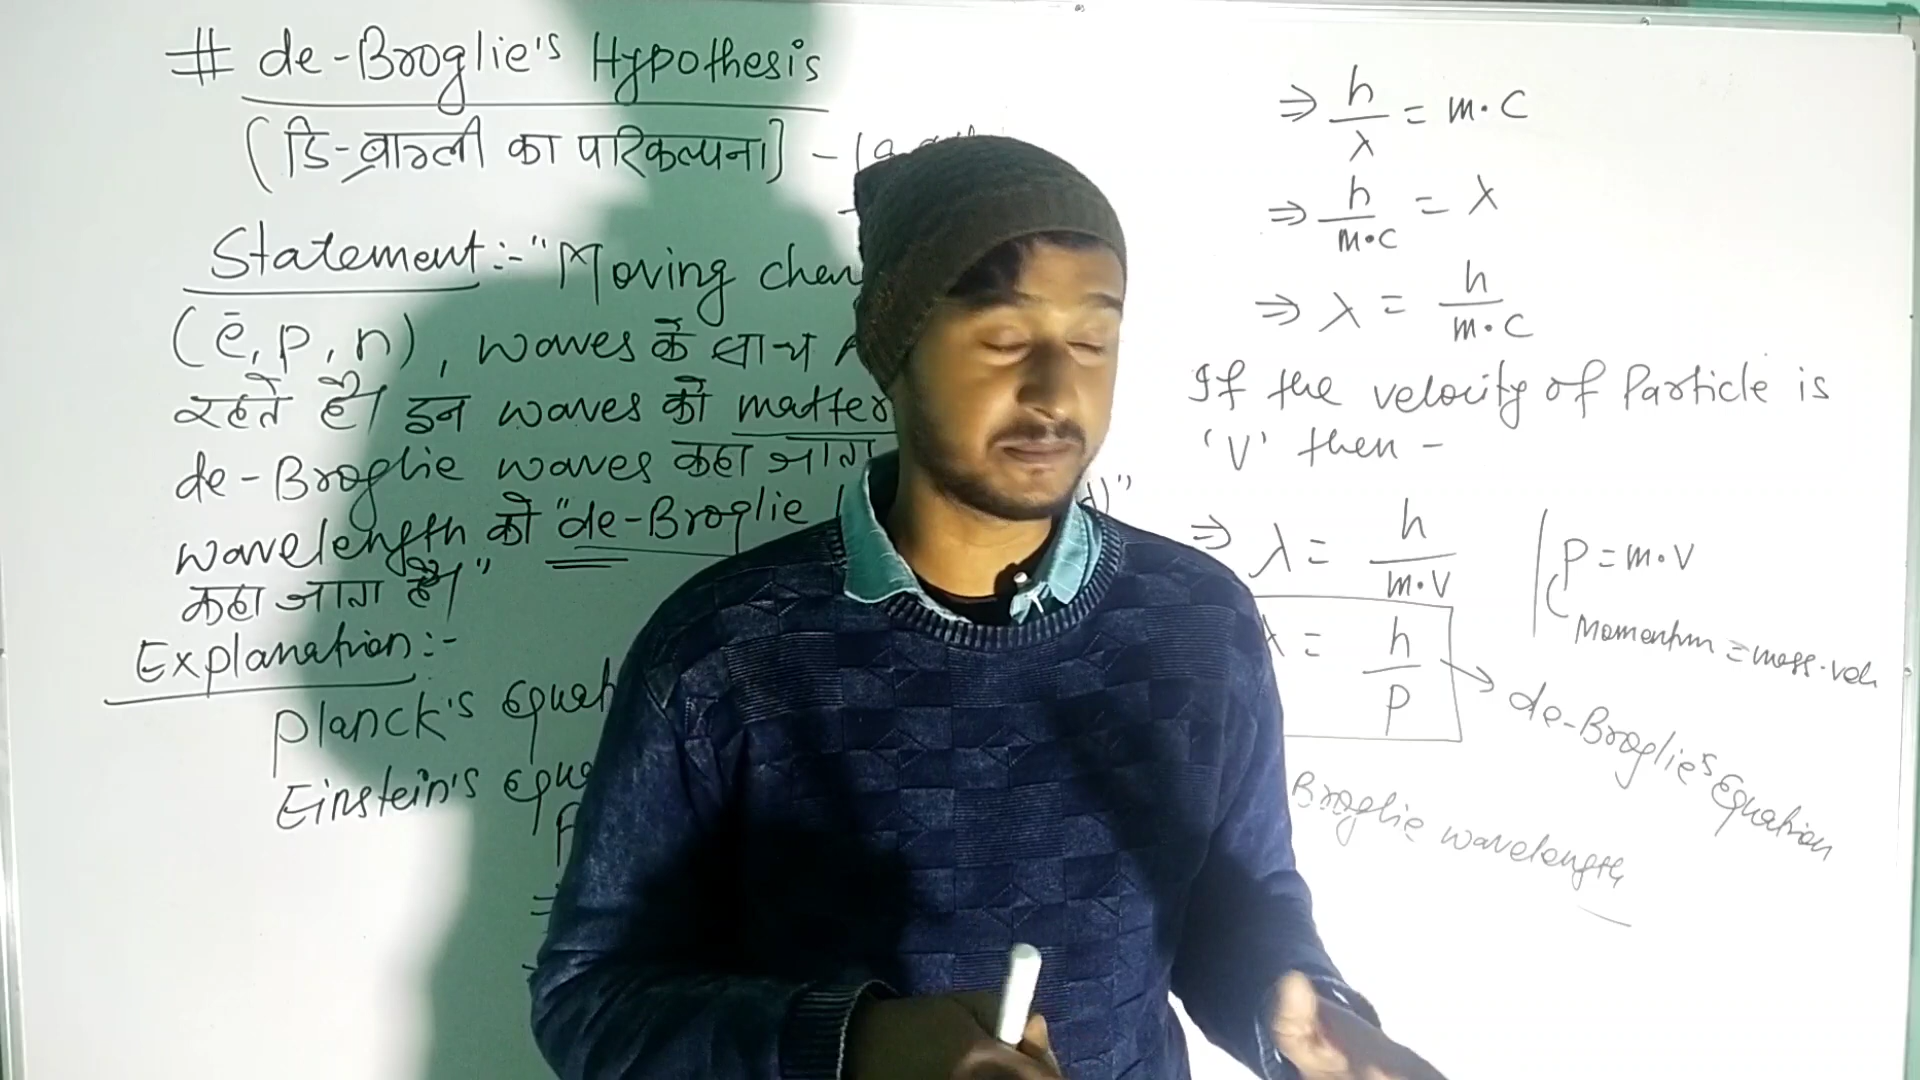 # de-Broglie's Hypothesis
(डि-ब्रागली का परिकल्पना] -
Statement:- "Moving
(ē, p, n), waves के साथ
रहते है। इन waves को matter
de-Broglie waves कहा जाता
wavelength को "de-Broglie
कहा जाता है।"
Explanation:-
Planck's
Einstein's
⇒ h/λ = m·c
⇒ h/m·c = λ
⇒ λ = h/m·c
If the velocity of Particle is
'V' then -
⇒ λ = h/m·v
p = m·v
Momentum = mass·vel
λ = h/p
de-Broglie's Equation
Broglie wavelength